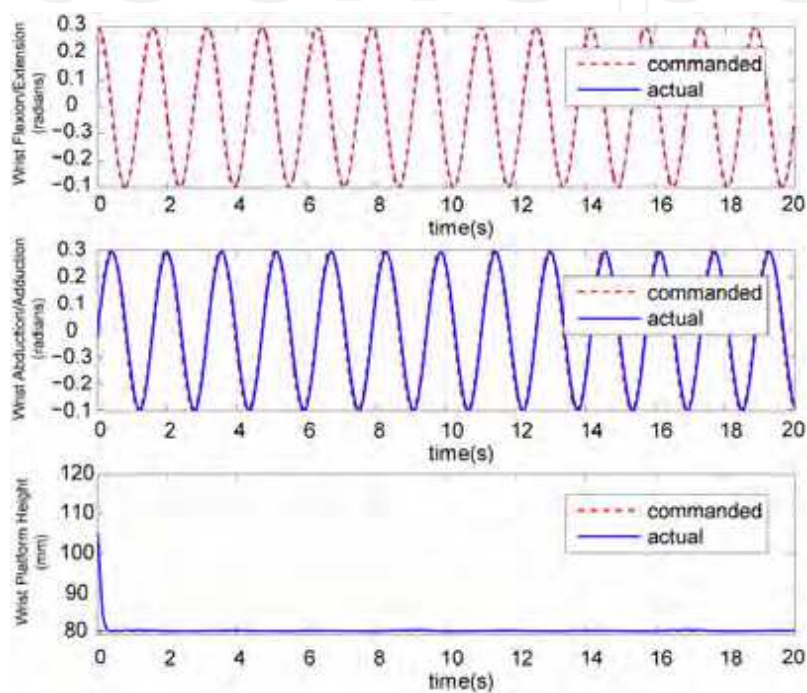 Wrist Flexion/Extension
(radians)
0.3
0.2
0.1
0
−0.3
−0.2
−0.1
commanded
actual
0 2 4 6 8 10 12 14 16 18 20
time(s)
Wrist Abduction/Adduction
(radians)
0.3
0.2
0.1
0
−0.3
−0.2
−0.1
commanded
actual
0 2 4 6 8 10 12 14 16 18 20
time(s)
Wrist Platform Height
(mm)
120
110
100
90
80
commanded
actual
0 2 4 6 8 10 12 14 16 18 20
time(s)